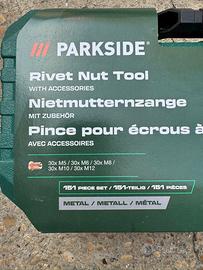 PARKSIDE®
Rivet Nut Tool
WITH ACCESSORIES
Nietmutternzange
MIT ZUBEHÖR
Pince pour écrous à
AVEC ACCESSOIRES
30x M5 / 30x M6 / 30x M8 /
30x M10 / 30x M12
151 PIECE SET / 151-TEILIG / 151 PIÈCES
METAL / METALL / MÉTAL